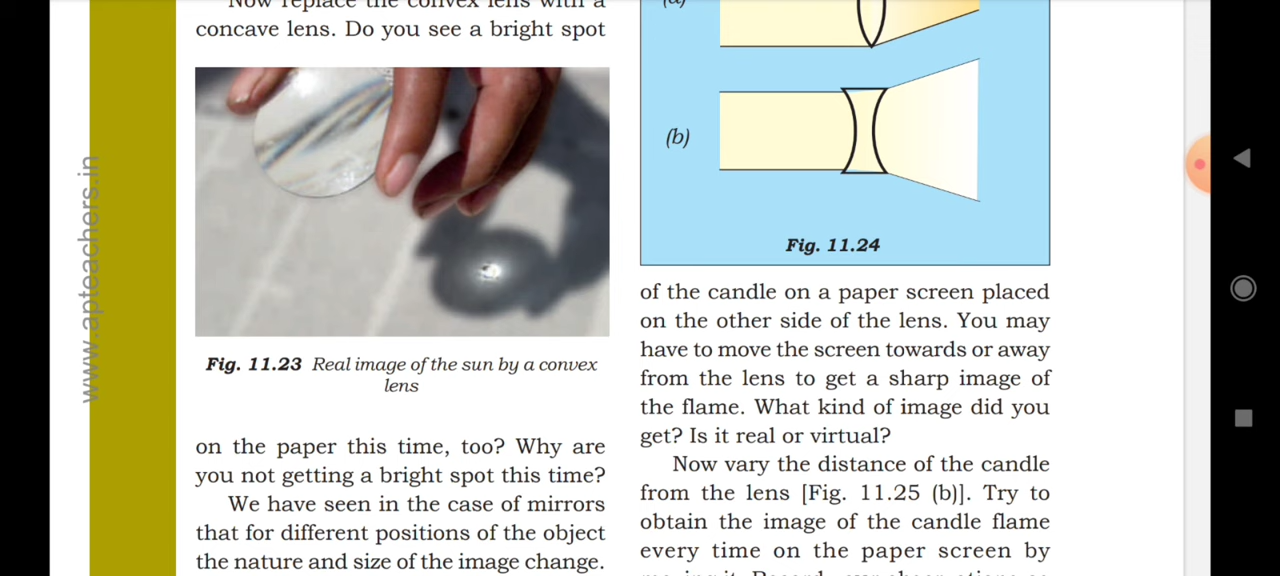 Now replace the convex lens with a
concave lens. Do you see a bright spot
Fig. 11.23 Real image of the sun by a convex
lens
on the paper this time, too? Why are
you not getting a bright spot this time?
We have seen in the case of mirrors
that for different positions of the object
the nature and size of the image change.
(a)
(b)
Fig. 11.24
of the candle on a paper screen placed
on the other side of the lens. You may
have to move the screen towards or away
from the lens to get a sharp image of
the flame. What kind of image did you
get? Is it real or virtual?
Now vary the distance of the candle
from the lens [Fig. 11.25 (b)]. Try to
obtain the image of the candle flame
every time on the paper screen by
www.apteachers.in